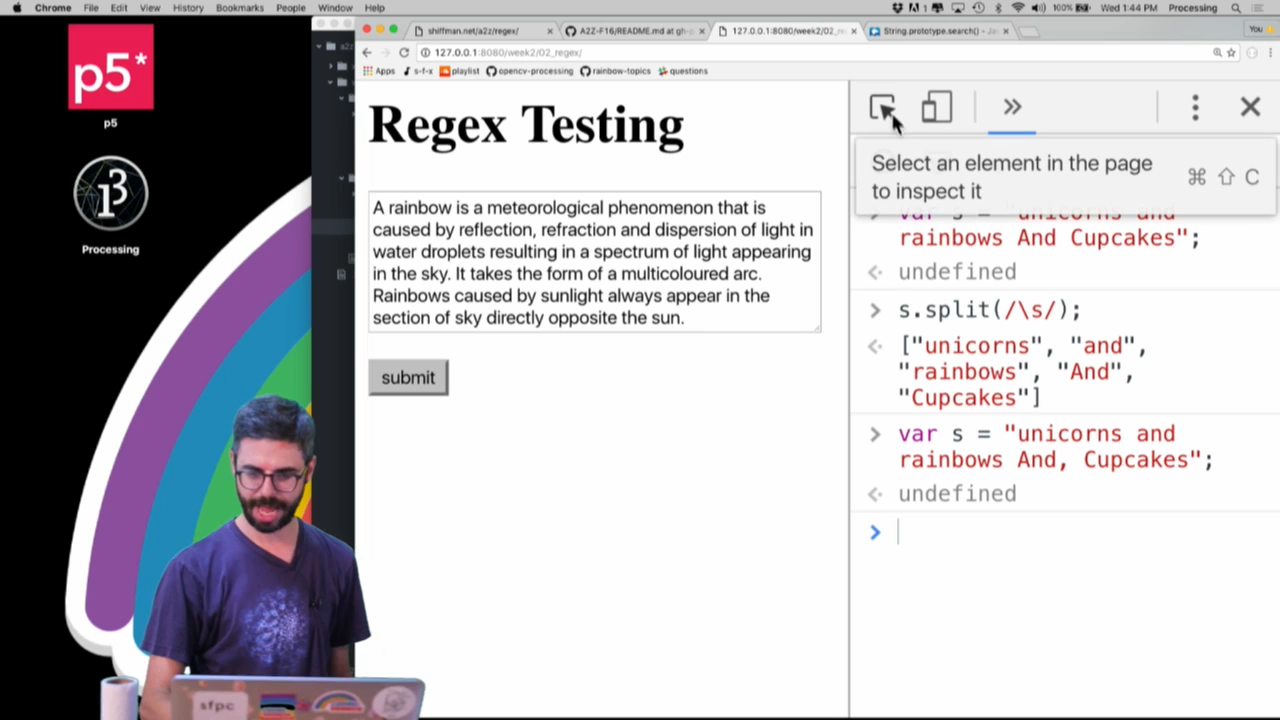 Chrome File Edit View History Bookmarks People Window Help
100% Wed 1:44 PM Processing
shiffman.net/a2z/regex/
A2Z-F16/README.md at gh-
127.0.0.1:8080/week2/02_re
String.prototype.search() - Ja
You
127.0.0.1:8080/week2/02_regex/
Apps s-f-x playlist opencv-processing rainbow-topics questions
p5*
p5
Processing
Regex Testing
A rainbow is a meteorological phenomenon that is
caused by reflection, refraction and dispersion of light in
water droplets resulting in a spectrum of light appearing
in the sky. It takes the form of a multicoloured arc.
Rainbows caused by sunlight always appear in the
section of sky directly opposite the sun.
submit
Select an element in the page
to inspect it
⌘ ⇧ C
> var s = "unicorns and
rainbows And Cupcakes";
undefined
> s.split(/\s/);
["unicorns", "and",
"rainbows", "And",
"Cupcakes"]
> var s = "unicorns and
rainbows And, Cupcakes";
undefined
>
sfpc